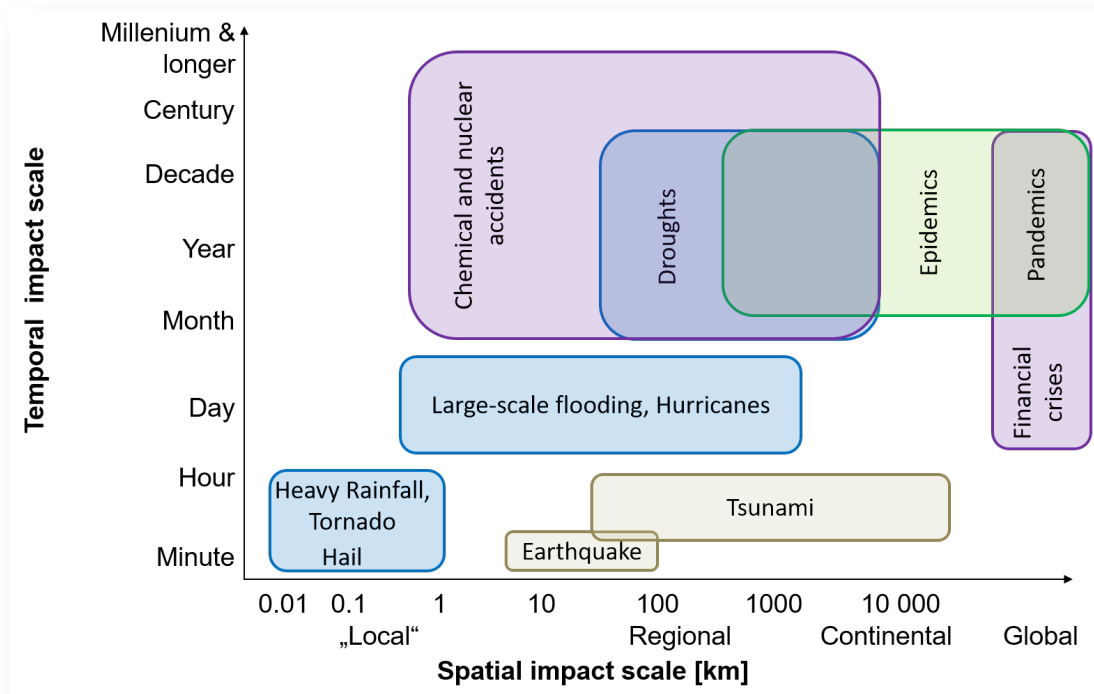 Millenium &
longer
Century
Decade
Year
Month
Day
Hour
Minute
Temporal impact scale
Chemical and nuclear
accidents
Droughts
Epidemics
Pandemics
Financial
crises
Large-scale flooding, Hurricanes
Heavy Rainfall,
Tornado
Hail
Tsunami
Earthquake
0.01 0.1 1 10 100 1000 10 000
„Local“ Regional Continental Global
Spatial impact scale [km]